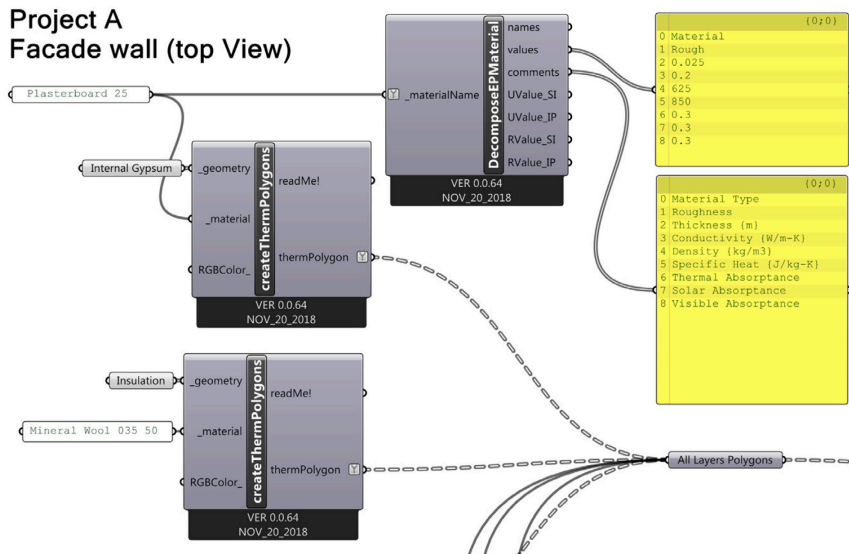 Project A
Facade wall (top View)
Plasterboard 25
_materialName
DecomposeEPMaterial
names
values
comments
UValue_SI
UValue_IP
RValue_SI
RValue_IP
VER 0.0.64
NOV_20_2018
{0;0}
0 Material
1 Rough
2 0.025
3 0.2
4 625
5 850
6 0.3
7 0.3
8 0.3
Internal Gypsum
_geometry
_material
RGBColor_
createThermPolygons
readMe!
thermPolygon
VER 0.0.64
NOV_20_2018
{0;0}
0 Material Type
1 Roughness
2 Thickness {m}
3 Conductivity {W/m-K}
4 Density {kg/m3}
5 Specific Heat {J/kg-K}
6 Thermal Absorptance
7 Solar Absorptance
8 Visible Absorptance
Insulation
Mineral Wool 035 50
_geometry
_material
RGBColor_
createThermPolygons
readMe!
thermPolygon
VER 0.0.64
NOV_20_2018
All Layers Polygons